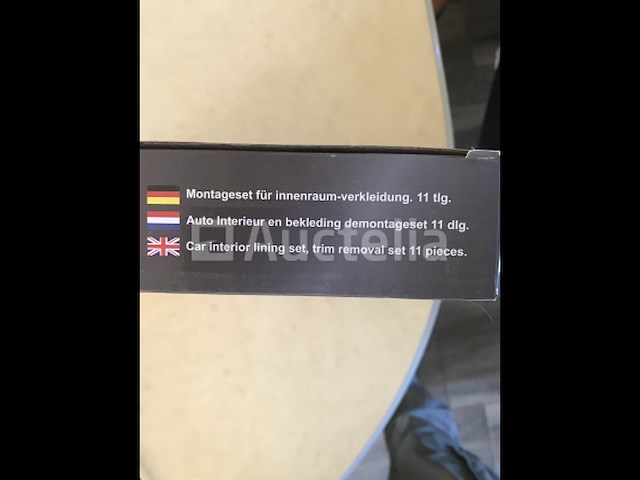 Montageset für innenraum-verkleidung. 11 tlg.
Auto Interieur en bekleding demontageset 11 dlg.
Car interior lining set, trim removal set 11 pieces.
Auctelia